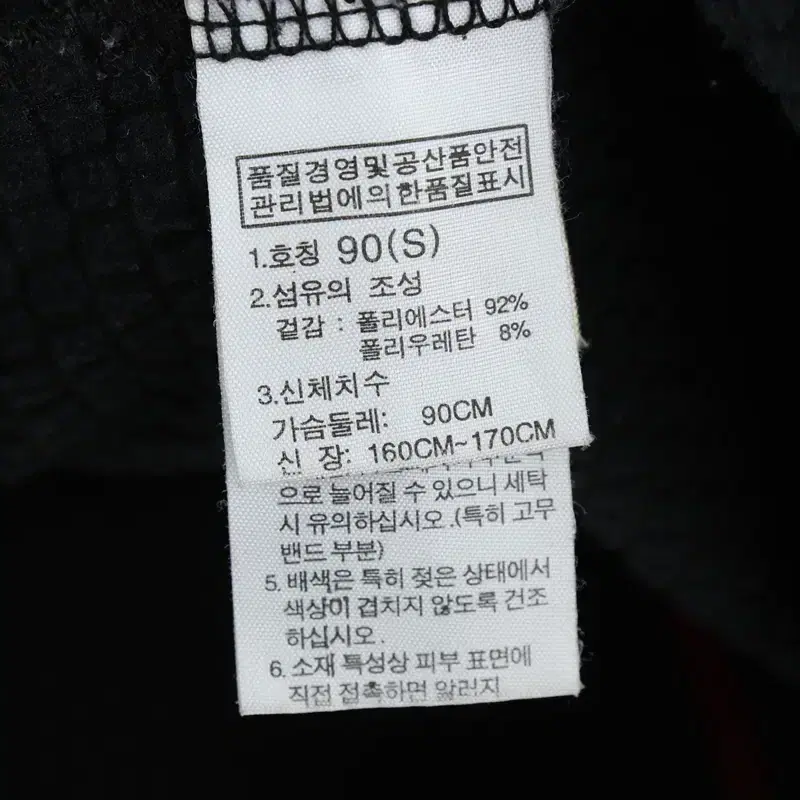 품질경영및공산품안전
관리법에의한품질표시
1.호칭 90(S)
2.섬유의 조성
겉감 : 폴리에스터 92%
폴리우레탄 8%
3.신체치수
가슴둘레: 90CM
신 장: 160CM~170CM
으로 늘어질 수 있으니 세탁
시 유의하십시오.(특히 고무
밴드 부분)
5. 배색은 특히 젖은 상태에서
색상이 겹치지 않도록 건조
하십시오.
6. 소재 특성상 피부 표면에
직접 접촉하면